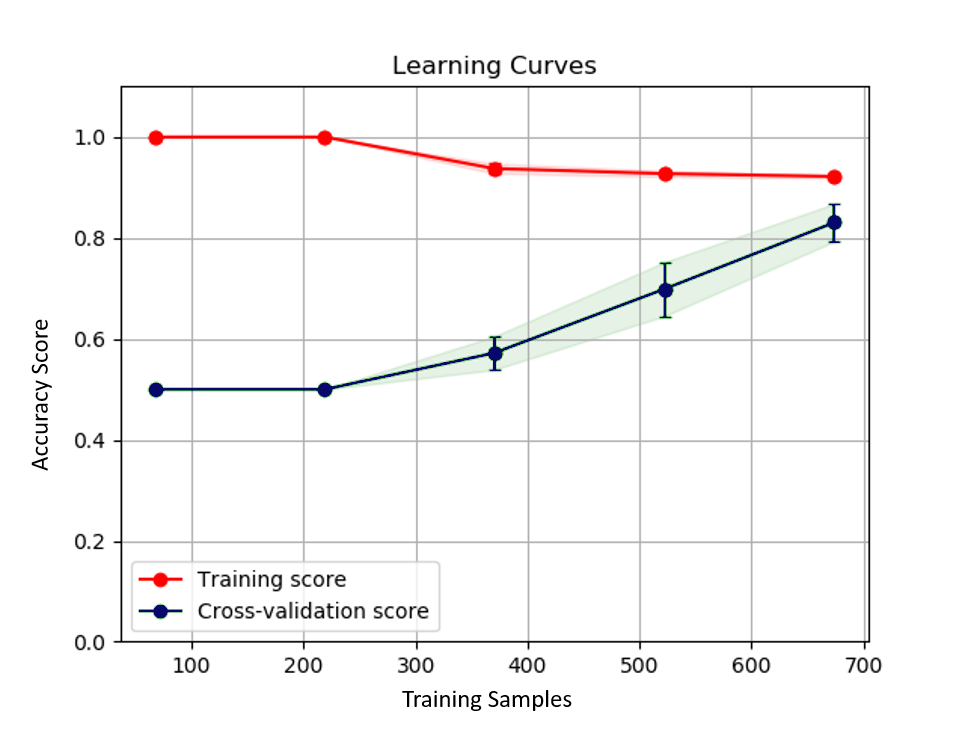 Learning Curves
1.0
0.8
0.6
0.4
0.2
0.0
Accuracy Score
Training score
Cross-validation score
100 200 300 400 500 600 700
Training Samples